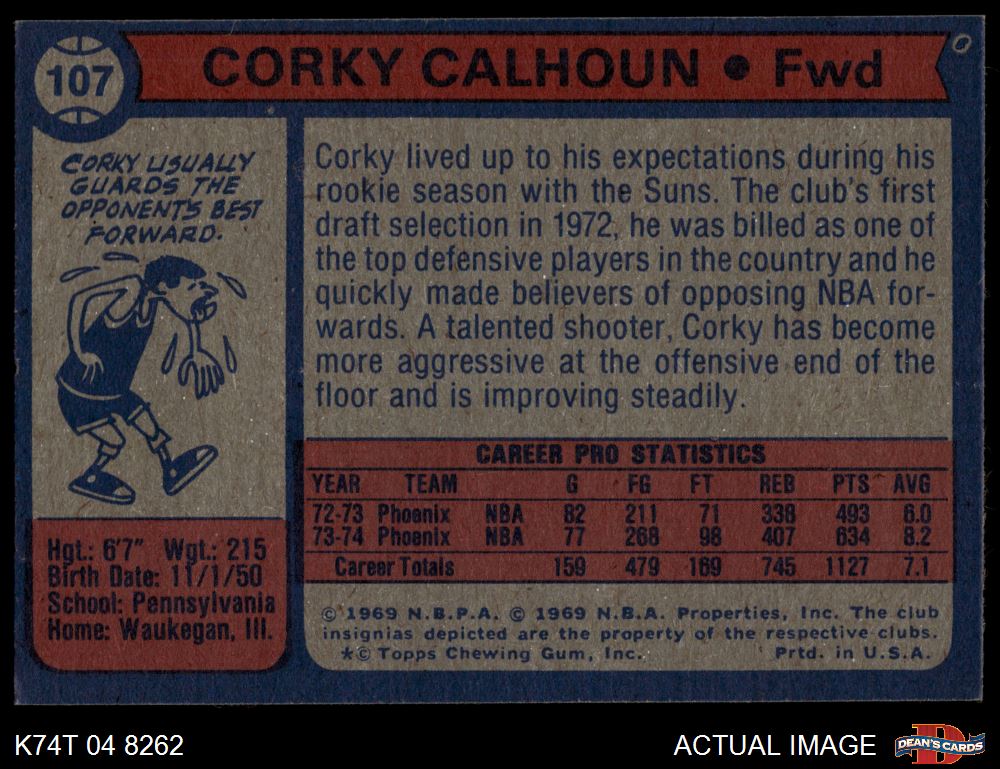 107
CORKY CALHOUN • Fwd
CORKY USUALLY
GUARDS THE
OPPONENT'S BEST
FORWARD.
Hgt.: 6'7" Wgt.: 215
Birth Date: 11/1/50
School: Pennsylvania
Home: Waukegan, Ill.
Corky lived up to his expectations during his
rookie season with the Suns. The club's first
draft selection in 1972, he was billed as one of
the top defensive players in the country and he
quickly made believers of opposing NBA for-
wards. A talented shooter, Corky has become
more aggressive at the offensive end of the
floor and is improving steadily.
CAREER PRO STATISTICS
YEAR TEAM G FG FT REB PTS AVG
72-73 Phoenix NBA 82 211 71 338 493 6.0
73-74 Phoenix NBA 77 268 98 407 634 8.2
Career Totals 159 479 169 745 1127 7.1
© 1969 N.B.P.A. © 1969 N.B.A. Properties, Inc. The club
insignias depicted are the property of the respective clubs.
*© Topps Chewing Gum, Inc. Prtd. in U.S.A.
K74T 04 8262
ACTUAL IMAGE
DEAN'S CARDS